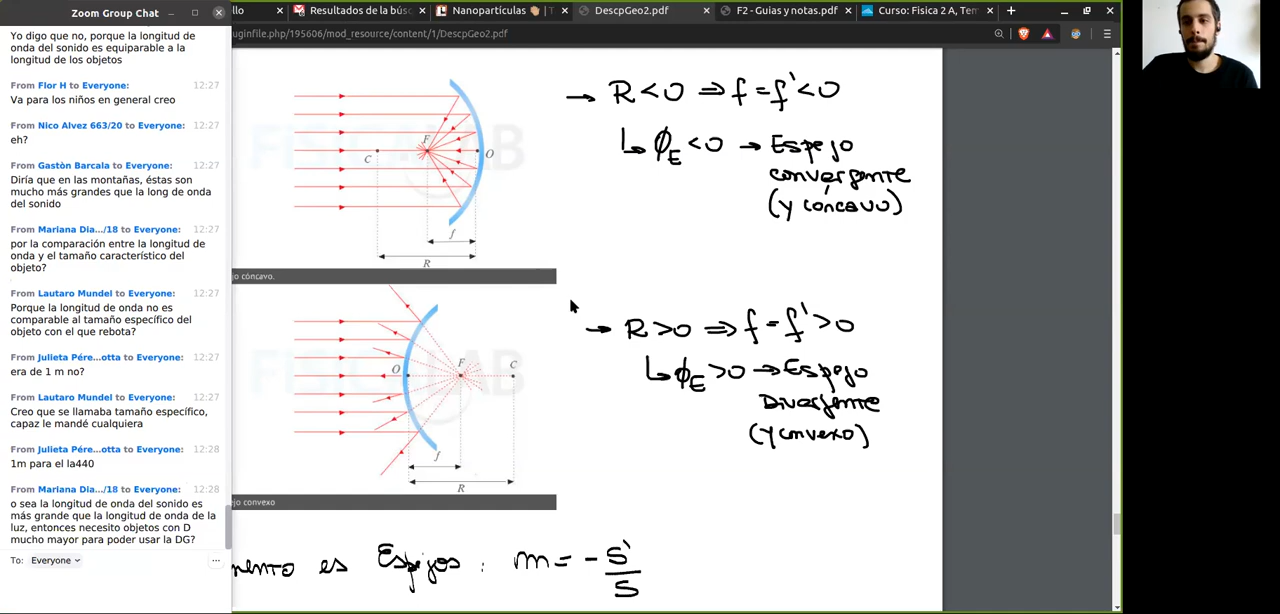 Zoom Group Chat
Yo digo que no, porque la longitud de
onda del sonido es equiparable a la
longitud de los objetos
From Flor H to Everyone: 12:27
Va para los niños en general creo
From Nico Alvez 663/20 to Everyone: 12:27
eh?
From Gastòn Barcala to Everyone: 12:27
Diría que en las montañas, éstas son
mucho más grandes que la long de onda
del sonido
From Mariana Dia.../18 to Everyone: 12:27
por la comparación entre la longitud de
onda y el tamaño característico del
objeto?
From Lautaro Mundel to Everyone: 12:27
Porque la longitud de onda no es
comparable al tamaño específico del
objeto con el que rebota?
From Julieta Pére...otta to Everyone: 12:27
era de 1 m no?
From Lautaro Mundel to Everyone: 12:27
Creo que se llamaba tamaño específico,
capaz le mandé cualquiera
From Julieta Pére...otta to Everyone: 12:28
1m para el la440
From Mariana Dia.../18 to Everyone: 12:28
o sea la longitud de onda del sonido es
más grande que la longitud de onda de la
luz, entonces necesito objetos con D
mucho mayor para poder usar la DG?
To: Everyone
llo
Resultados de la bús
Nanopartículas | T
DescpGeo2.pdf
F2 - Guias y notas.pdf
Curso: Fisica 2 A, Tem
uginfile.php/195606/mod_resource/content/1/DescpGeo2.pdf
C F O
f
R
jo cóncavo.
→ R<0 ⇒ f = f'<0
↳ ϕE <0 → Espejo
convergente
(y cóncavo)
O F C
f
R
ejo convexo
→ R>0 ⇒ f = f'>0
↳ ϕE >0 → Espejo
Divergente
(y convexo)
mento es Espejos : m = - s'/s